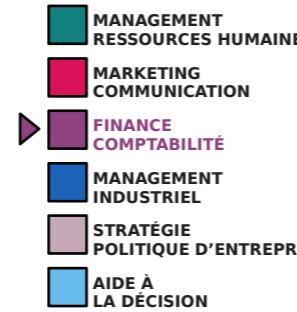 MANAGEMENT
RESSOURCES HUMAINE
MARKETING
COMMUNICATION
FINANCE
COMPTABILITÉ
MANAGEMENT
INDUSTRIEL
STRATÉGIE
POLITIQUE D’ENTREPR
AIDE À
LA DÉCISION